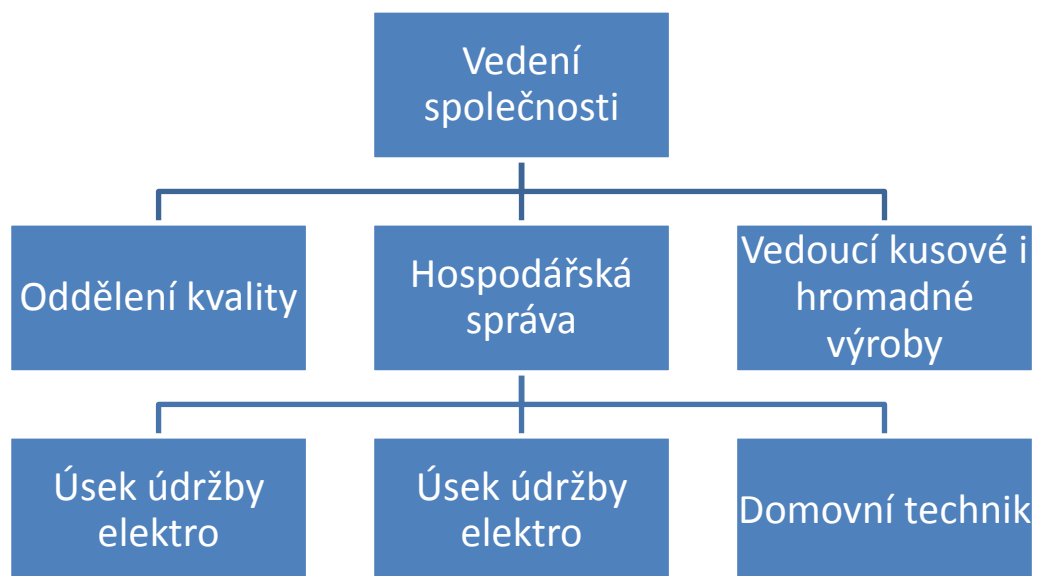 Vedení
společnosti
Oddělení kvality
Hospodářská
správa
Vedoucí kusové i
hromadné
výroby
Úsek údržby
elektro
Úsek údržby
elektro
Domovní technik